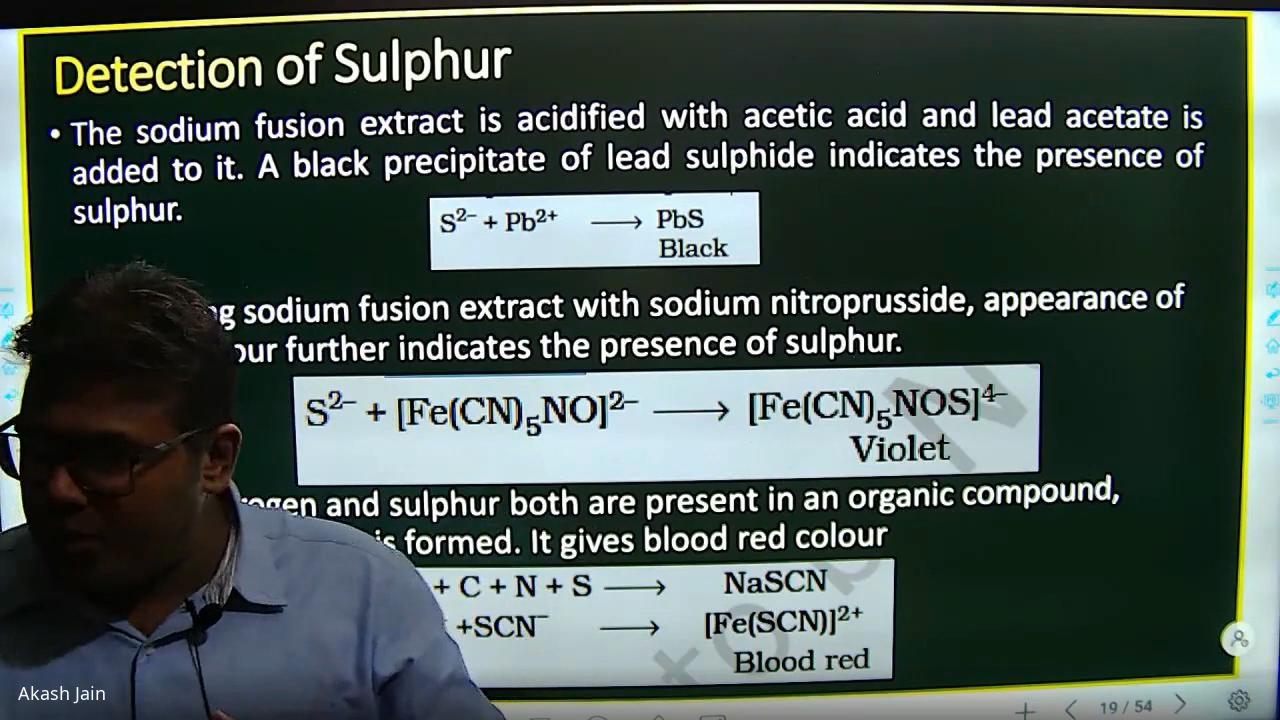 Detection of Sulphur
• The sodium fusion extract is acidified with acetic acid and lead acetate is
added to it. A black precipitate of lead sulphide indicates the presence of
sulphur.
S²⁻ + Pb²⁺ ⟶ PbS
Black
sodium fusion extract with sodium nitroprusside, appearance of
further indicates the presence of sulphur.
S²⁻ + [Fe(CN)₅NO]²⁻ ⟶ [Fe(CN)₅NOS]⁴⁻
Violet
and sulphur both are present in an organic compound,
is formed. It gives blood red colour
+ C + N + S ⟶ NaSCN
+SCN⁻ ⟶ [Fe(SCN)]²⁺
Blood red
Akash Jain
19 / 54